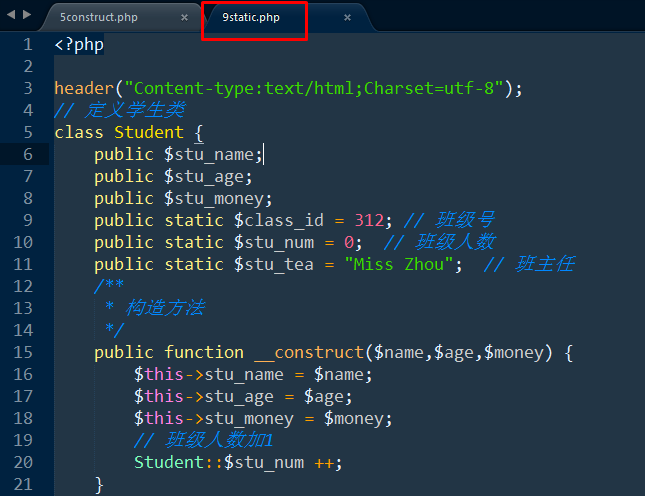 5construct.php × 9static.php ×
1 <?php
2
3 header("Content-type:text/html;Charset=utf-8");
4 // 定义学生类
5 class Student {
6 public $stu_name;
7 public $stu_age;
8 public $stu_money;
9 public static $class_id = 312; // 班级号
10 public static $stu_num = 0; // 班级人数
11 public static $stu_tea = "Miss Zhou"; // 班主任
12 /**
13 * 构造方法
14 */
15 public function __construct($name,$age,$money) {
16 $this->stu_name = $name;
17 $this->stu_age = $age;
18 $this->stu_money = $money;
19 // 班级人数加1
20 Student::$stu_num ++;
21 }